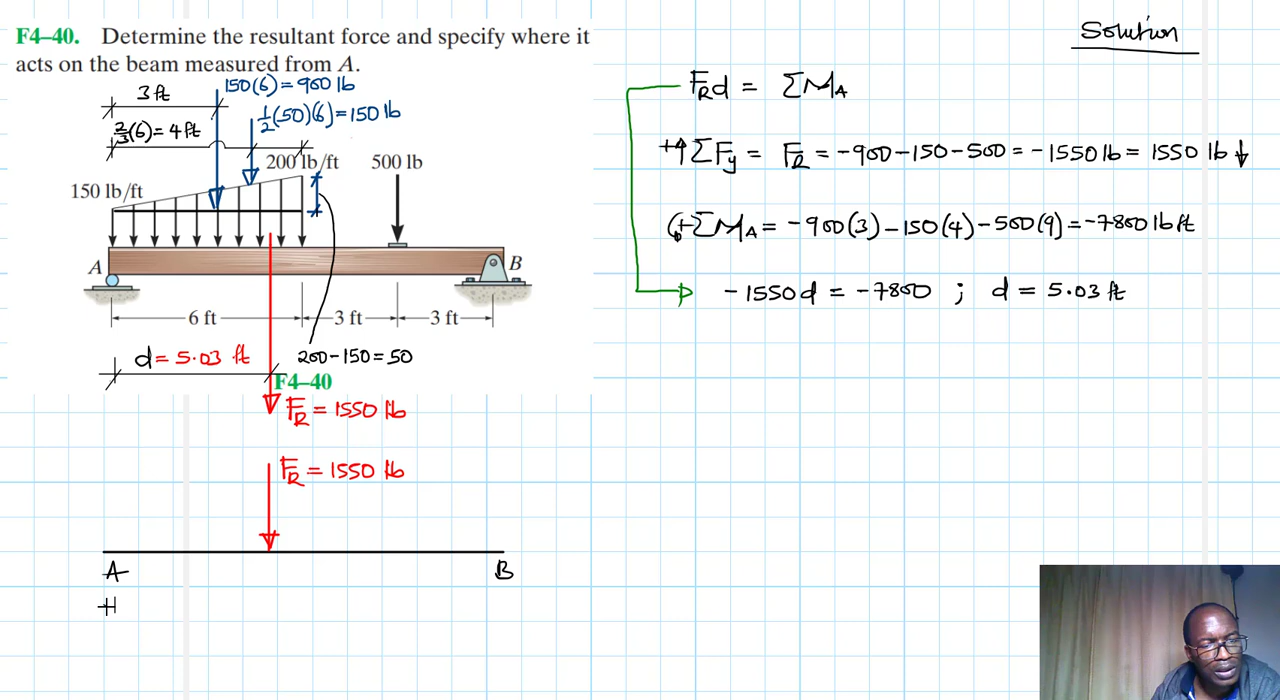 F4–40. Determine the resultant force and specify where it
acts on the beam measured from A.
150(6) = 900 lb
3 ft
1/2(50)(6) = 150 lb
2/3(6) = 4 ft
200 lb/ft
500 lb
150 lb/ft
A
B
6 ft
3 ft
3 ft
d = 5.03 ft
200 - 150 = 50
F4–40
FR = 1550 lb
FR = 1550 lb
A
B
Solution
FRd = ΣMA
+↑ΣFy = FR = -900 - 150 - 500 = -1550 lb = 1550 lb ↓
(+ΣMA = -900(3) - 150(4) - 500(9) = -7800 lb ft
-1550d = -7800 ; d = 5.03 ft